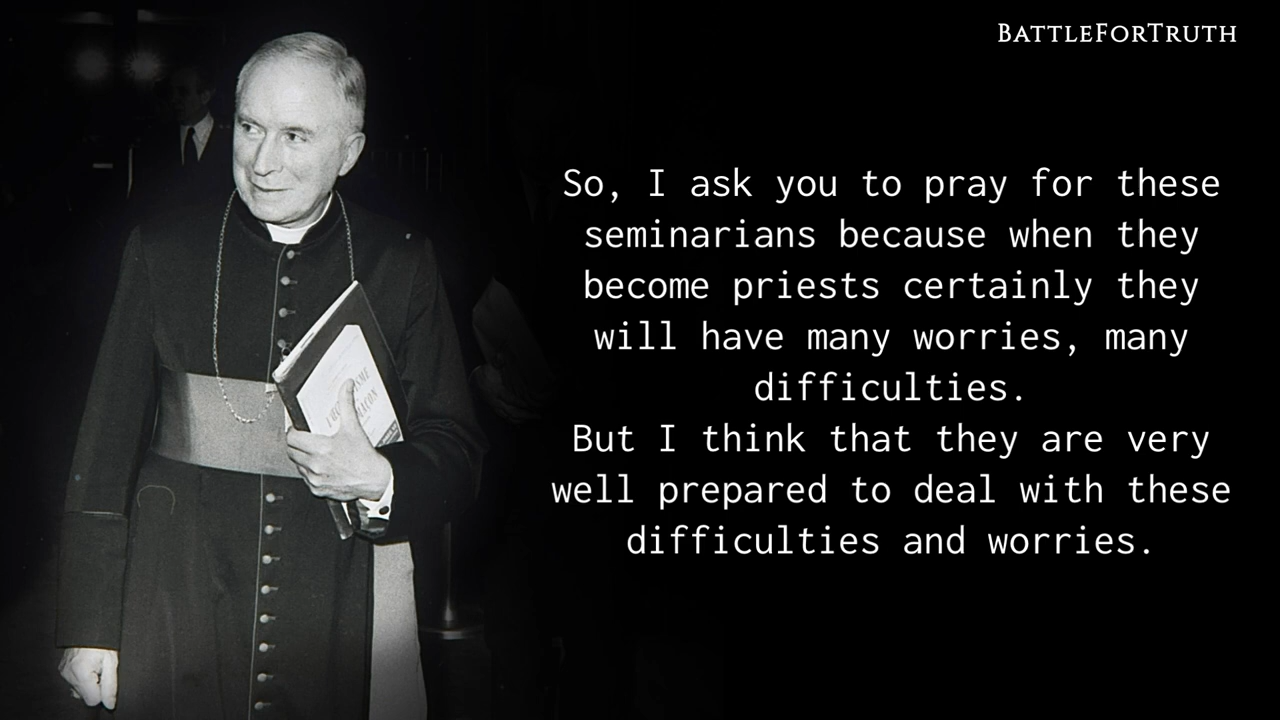 BATTLEFORTRUTH
So, I ask you to pray for these
seminarians because when they
become priests certainly they
will have many worries, many
difficulties.
But I think that they are very
well prepared to deal with these
difficulties and worries.